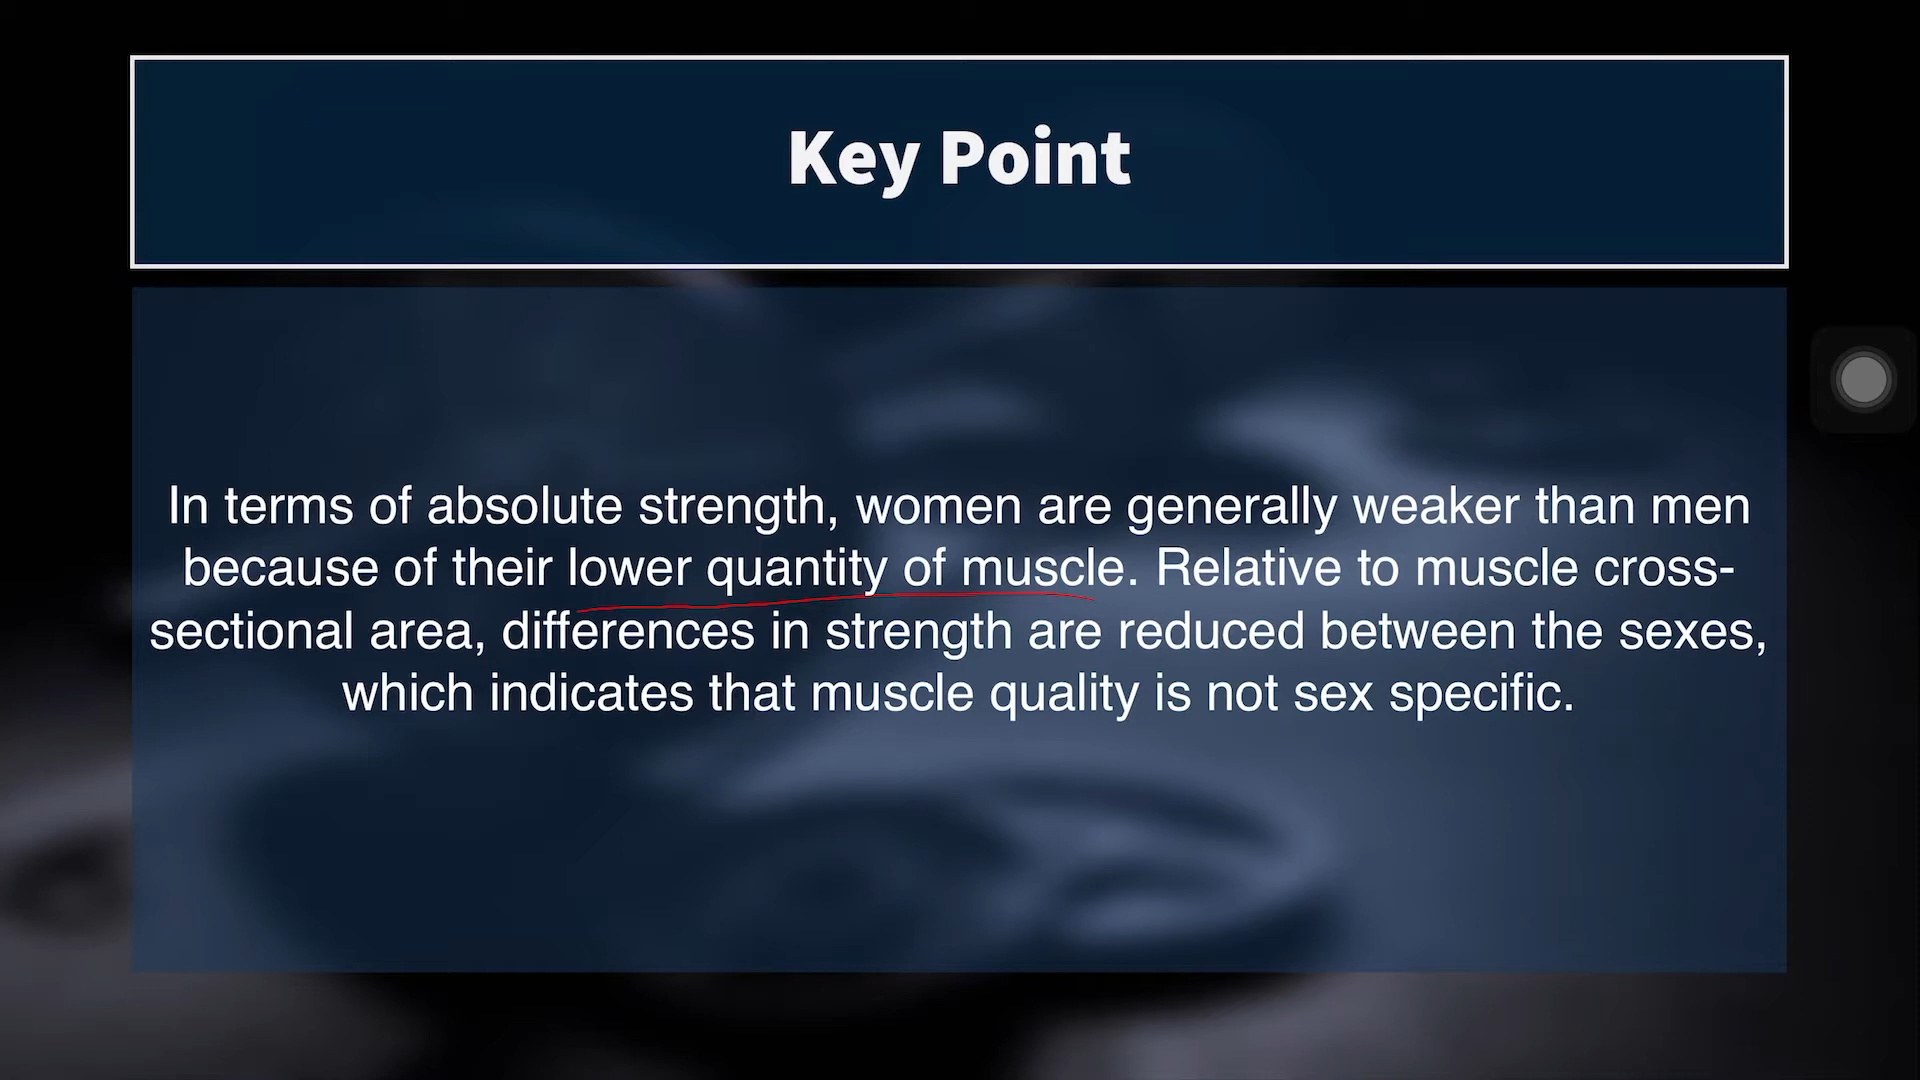 Key Point
In terms of absolute strength, women are generally weaker than men
because of their lower quantity of muscle. Relative to muscle cross-
sectional area, differences in strength are reduced between the sexes,
which indicates that muscle quality is not sex specific.